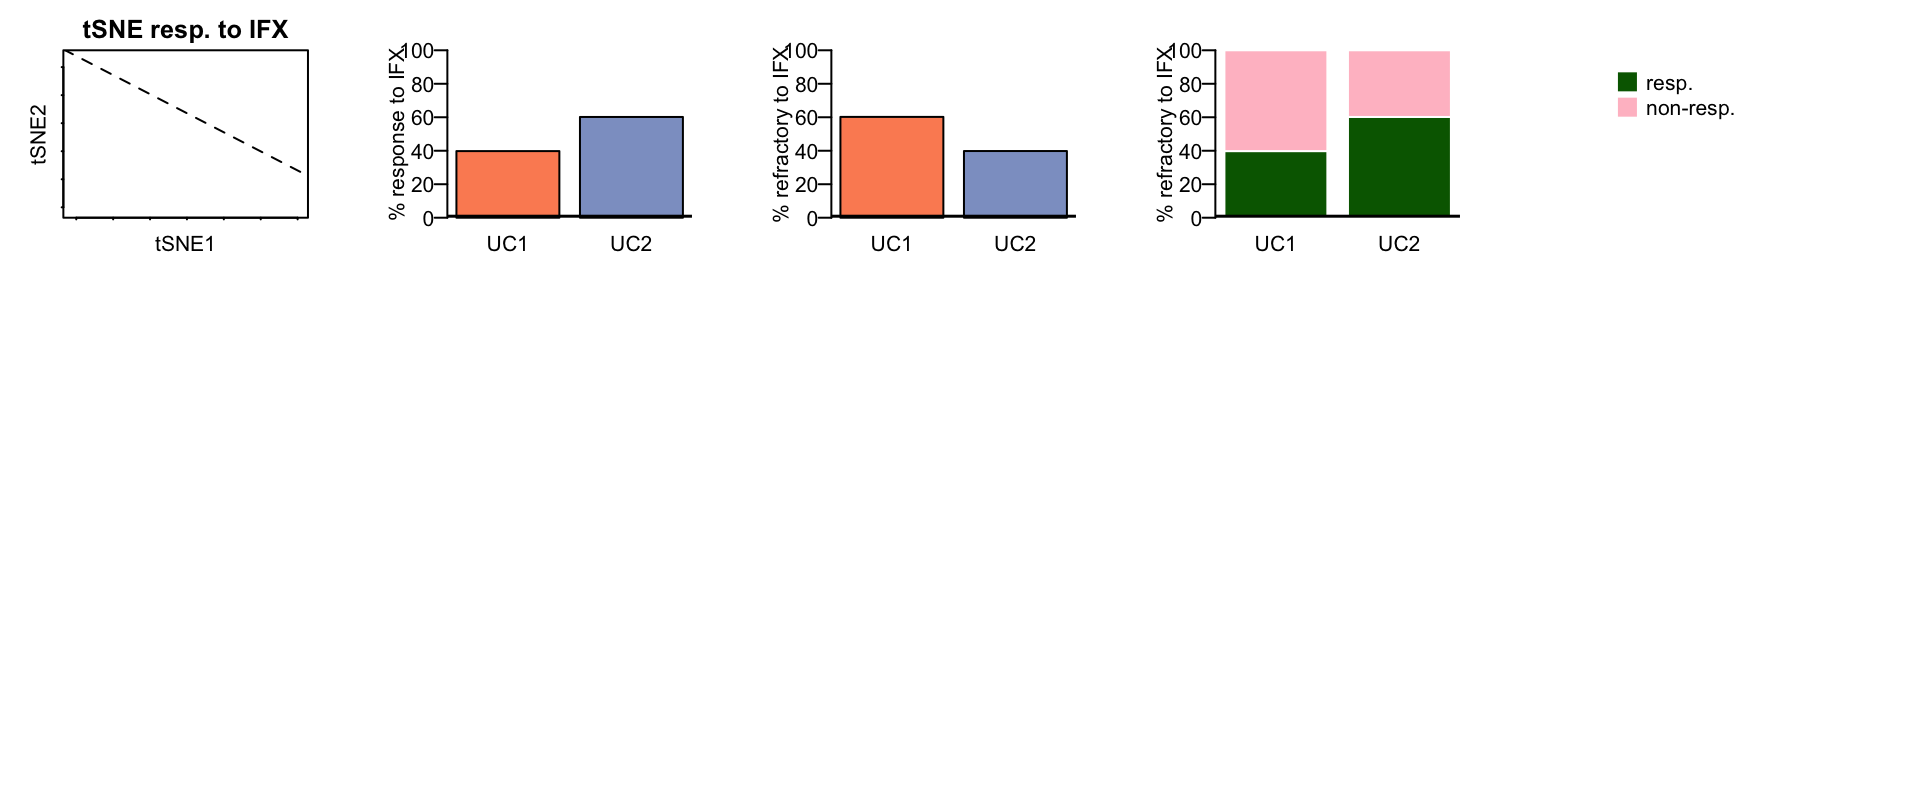 tSNE resp. to IFX
tSNE2
tSNE1
% response to IFX
100
80
60
40
20
0
UC1 UC2
% refractory to IFX
100
80
60
40
20
0
UC1 UC2
% refractory to IFX
100
80
60
40
20
0
UC1 UC2
resp.
non-resp.